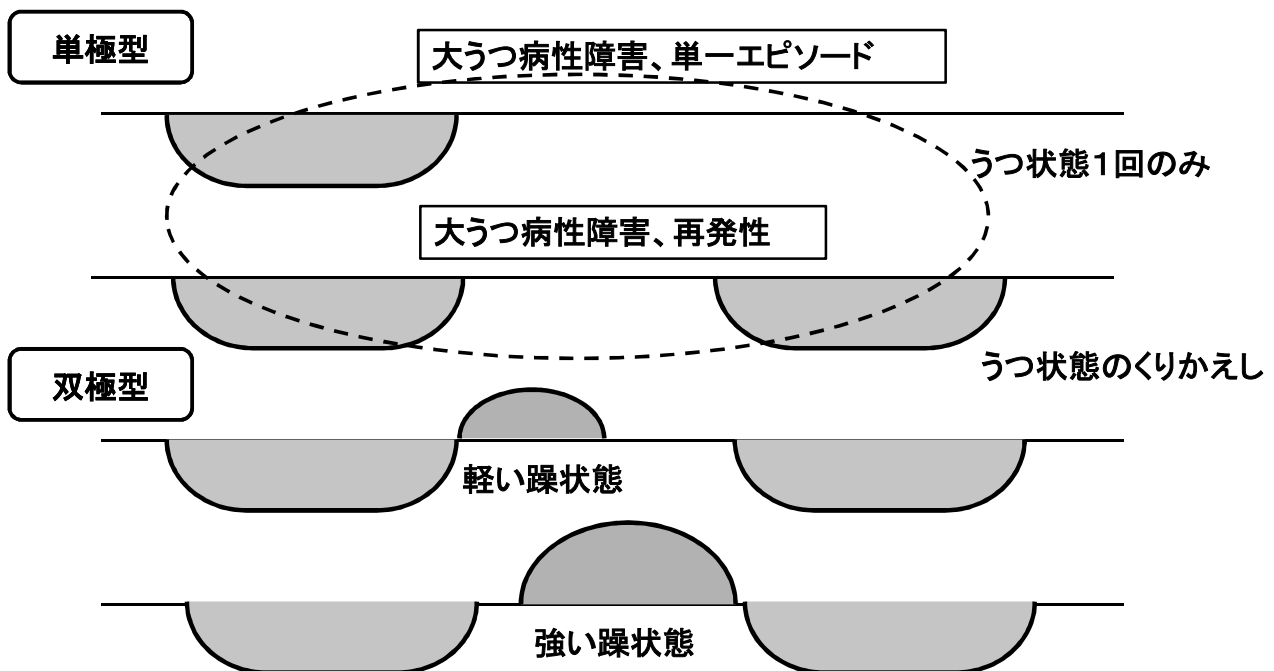 単極型
大うつ病性障害、単一エピソード
うつ状態1回のみ
大うつ病性障害、再発性
うつ状態のくりかえし
双極型
軽い躁状態
強い躁状態